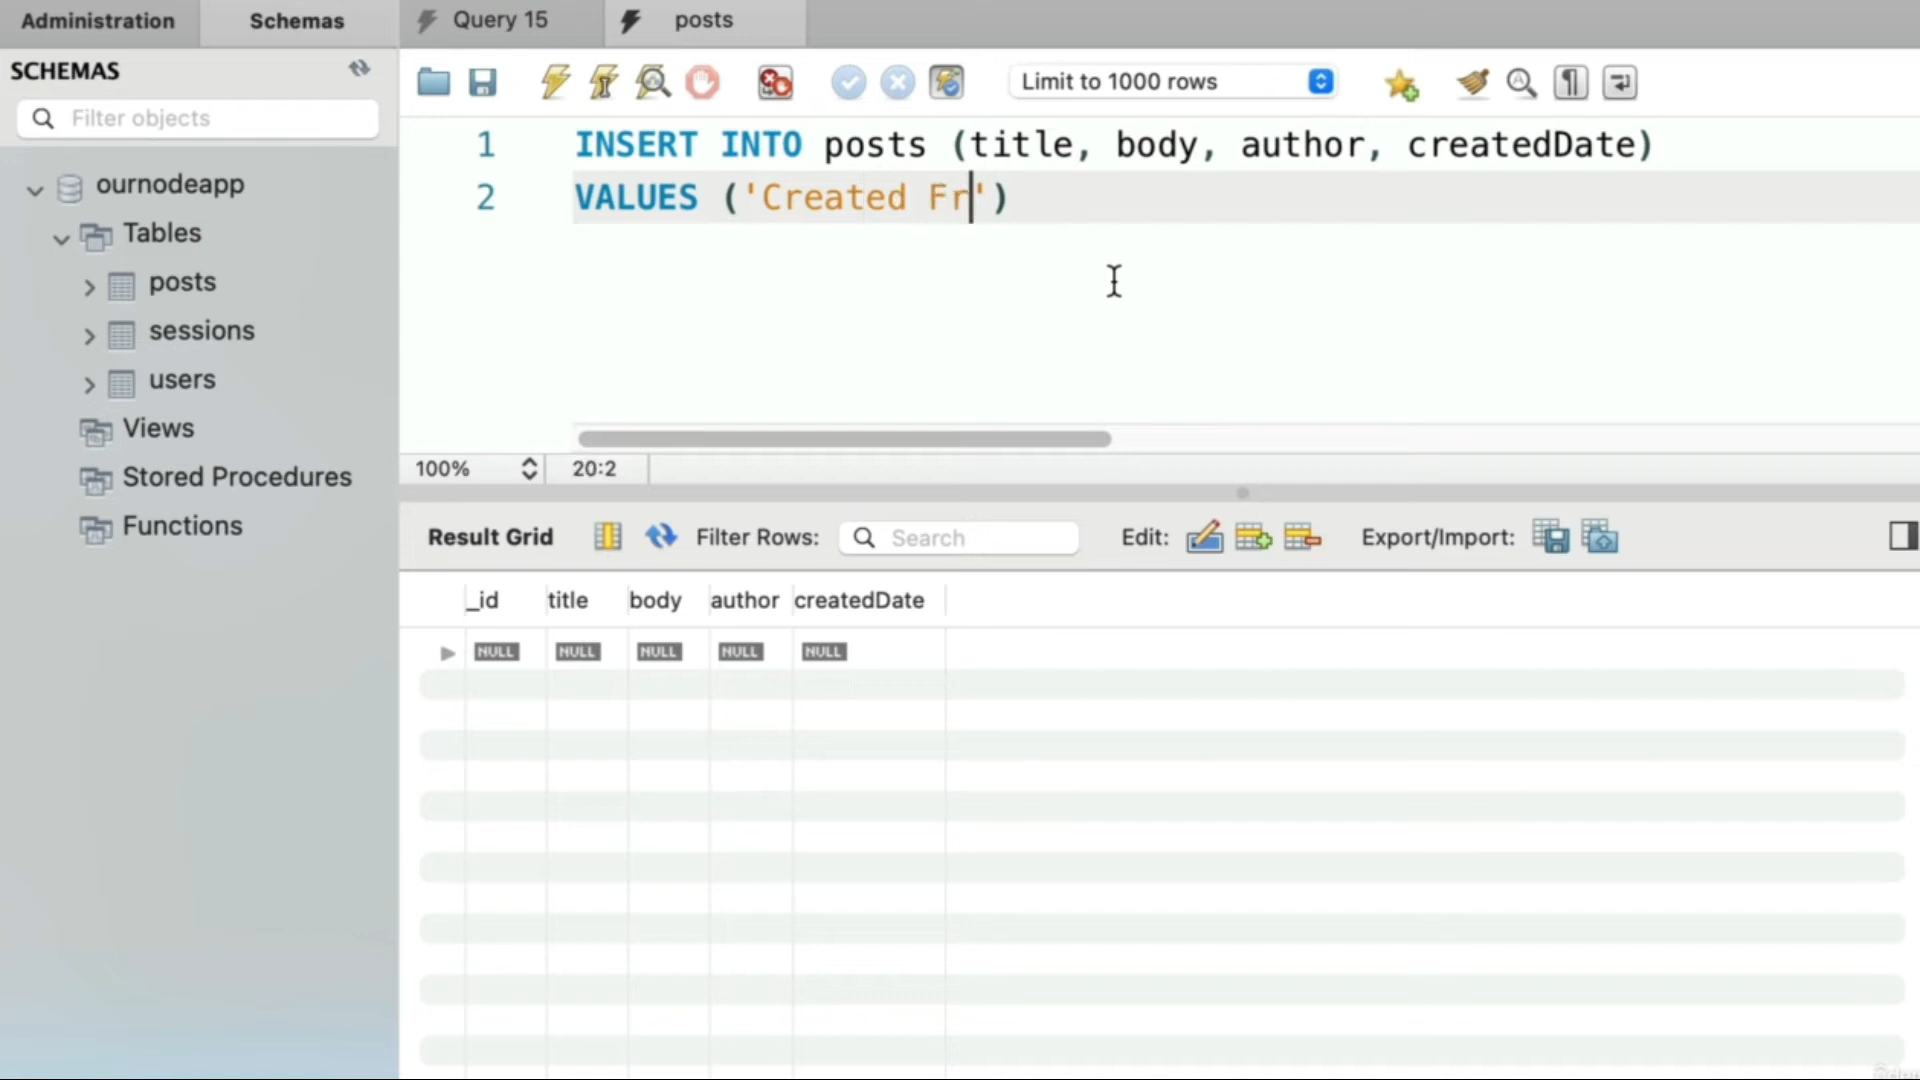 Administration
Schemas
Query 15
posts
SCHEMAS
Filter objects
ournodeapp
Tables
posts
sessions
users
Views
Stored Procedures
Functions
Limit to 1000 rows
1 INSERT INTO posts (title, body, author, createdDate)
2 VALUES ('Created Fr')
100%
20:2
Result Grid
Filter Rows:
Search
Edit:
Export/Import:
_id title body author createdDate
NULL NULL NULL NULL NULL